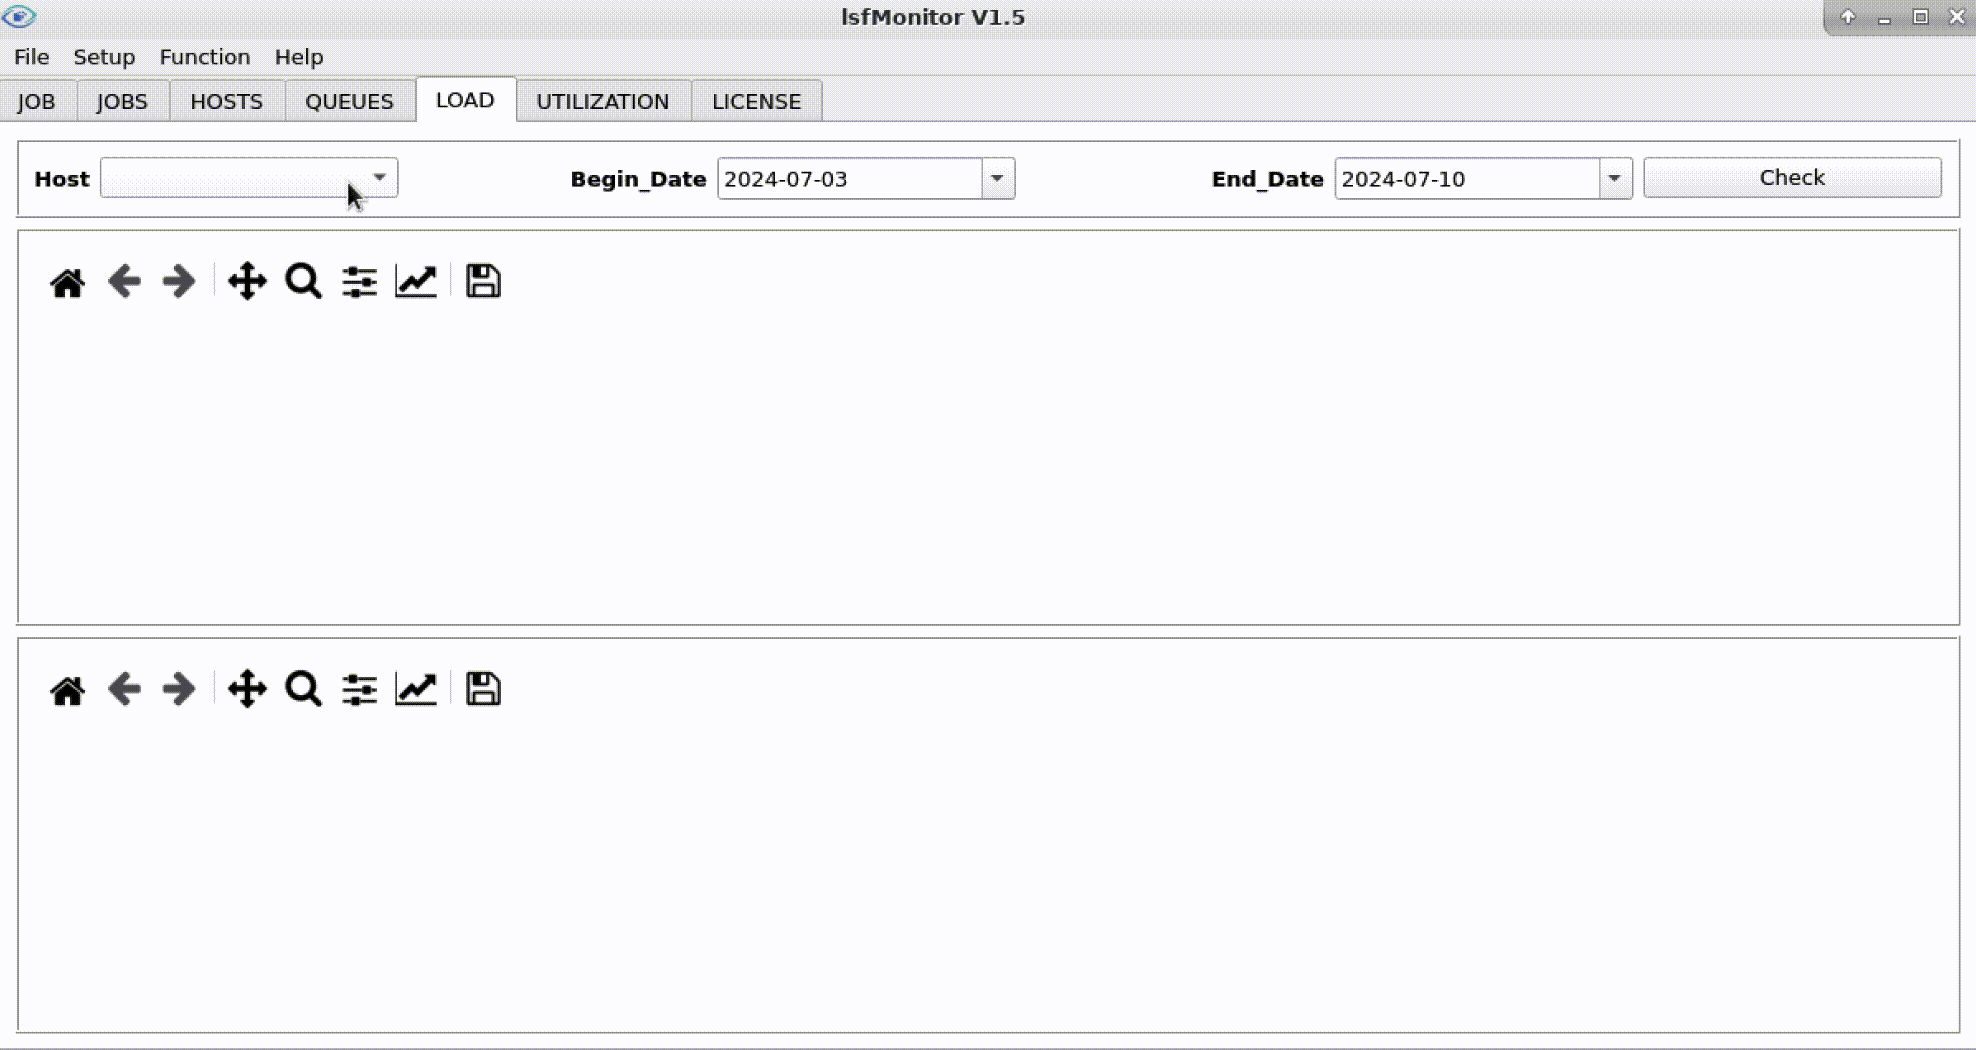 lsfMonitor V1.5
File Setup Function Help
JOB JOBS HOSTS QUEUES LOAD UTILIZATION LICENSE
Host Begin_Date 2024-07-03 End_Date 2024-07-10 Check